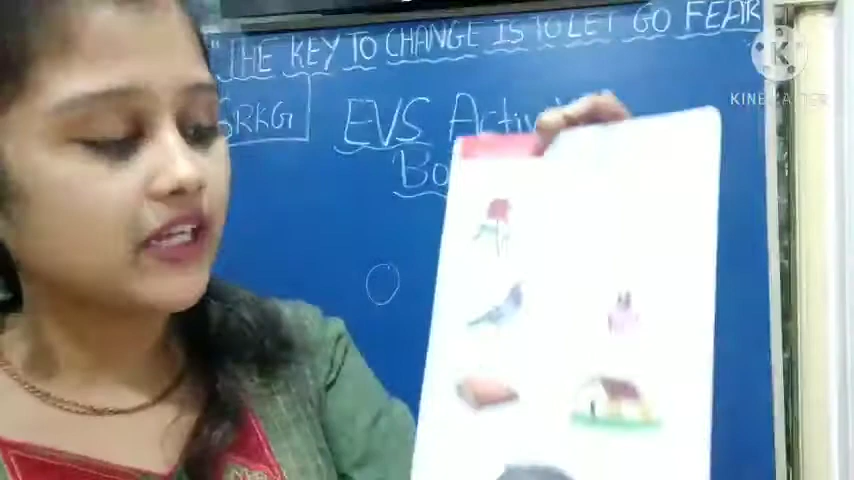 "THE KEY TO CHANGE IS TO LET GO FEAR
SRKG
EVS
KINEMASTER